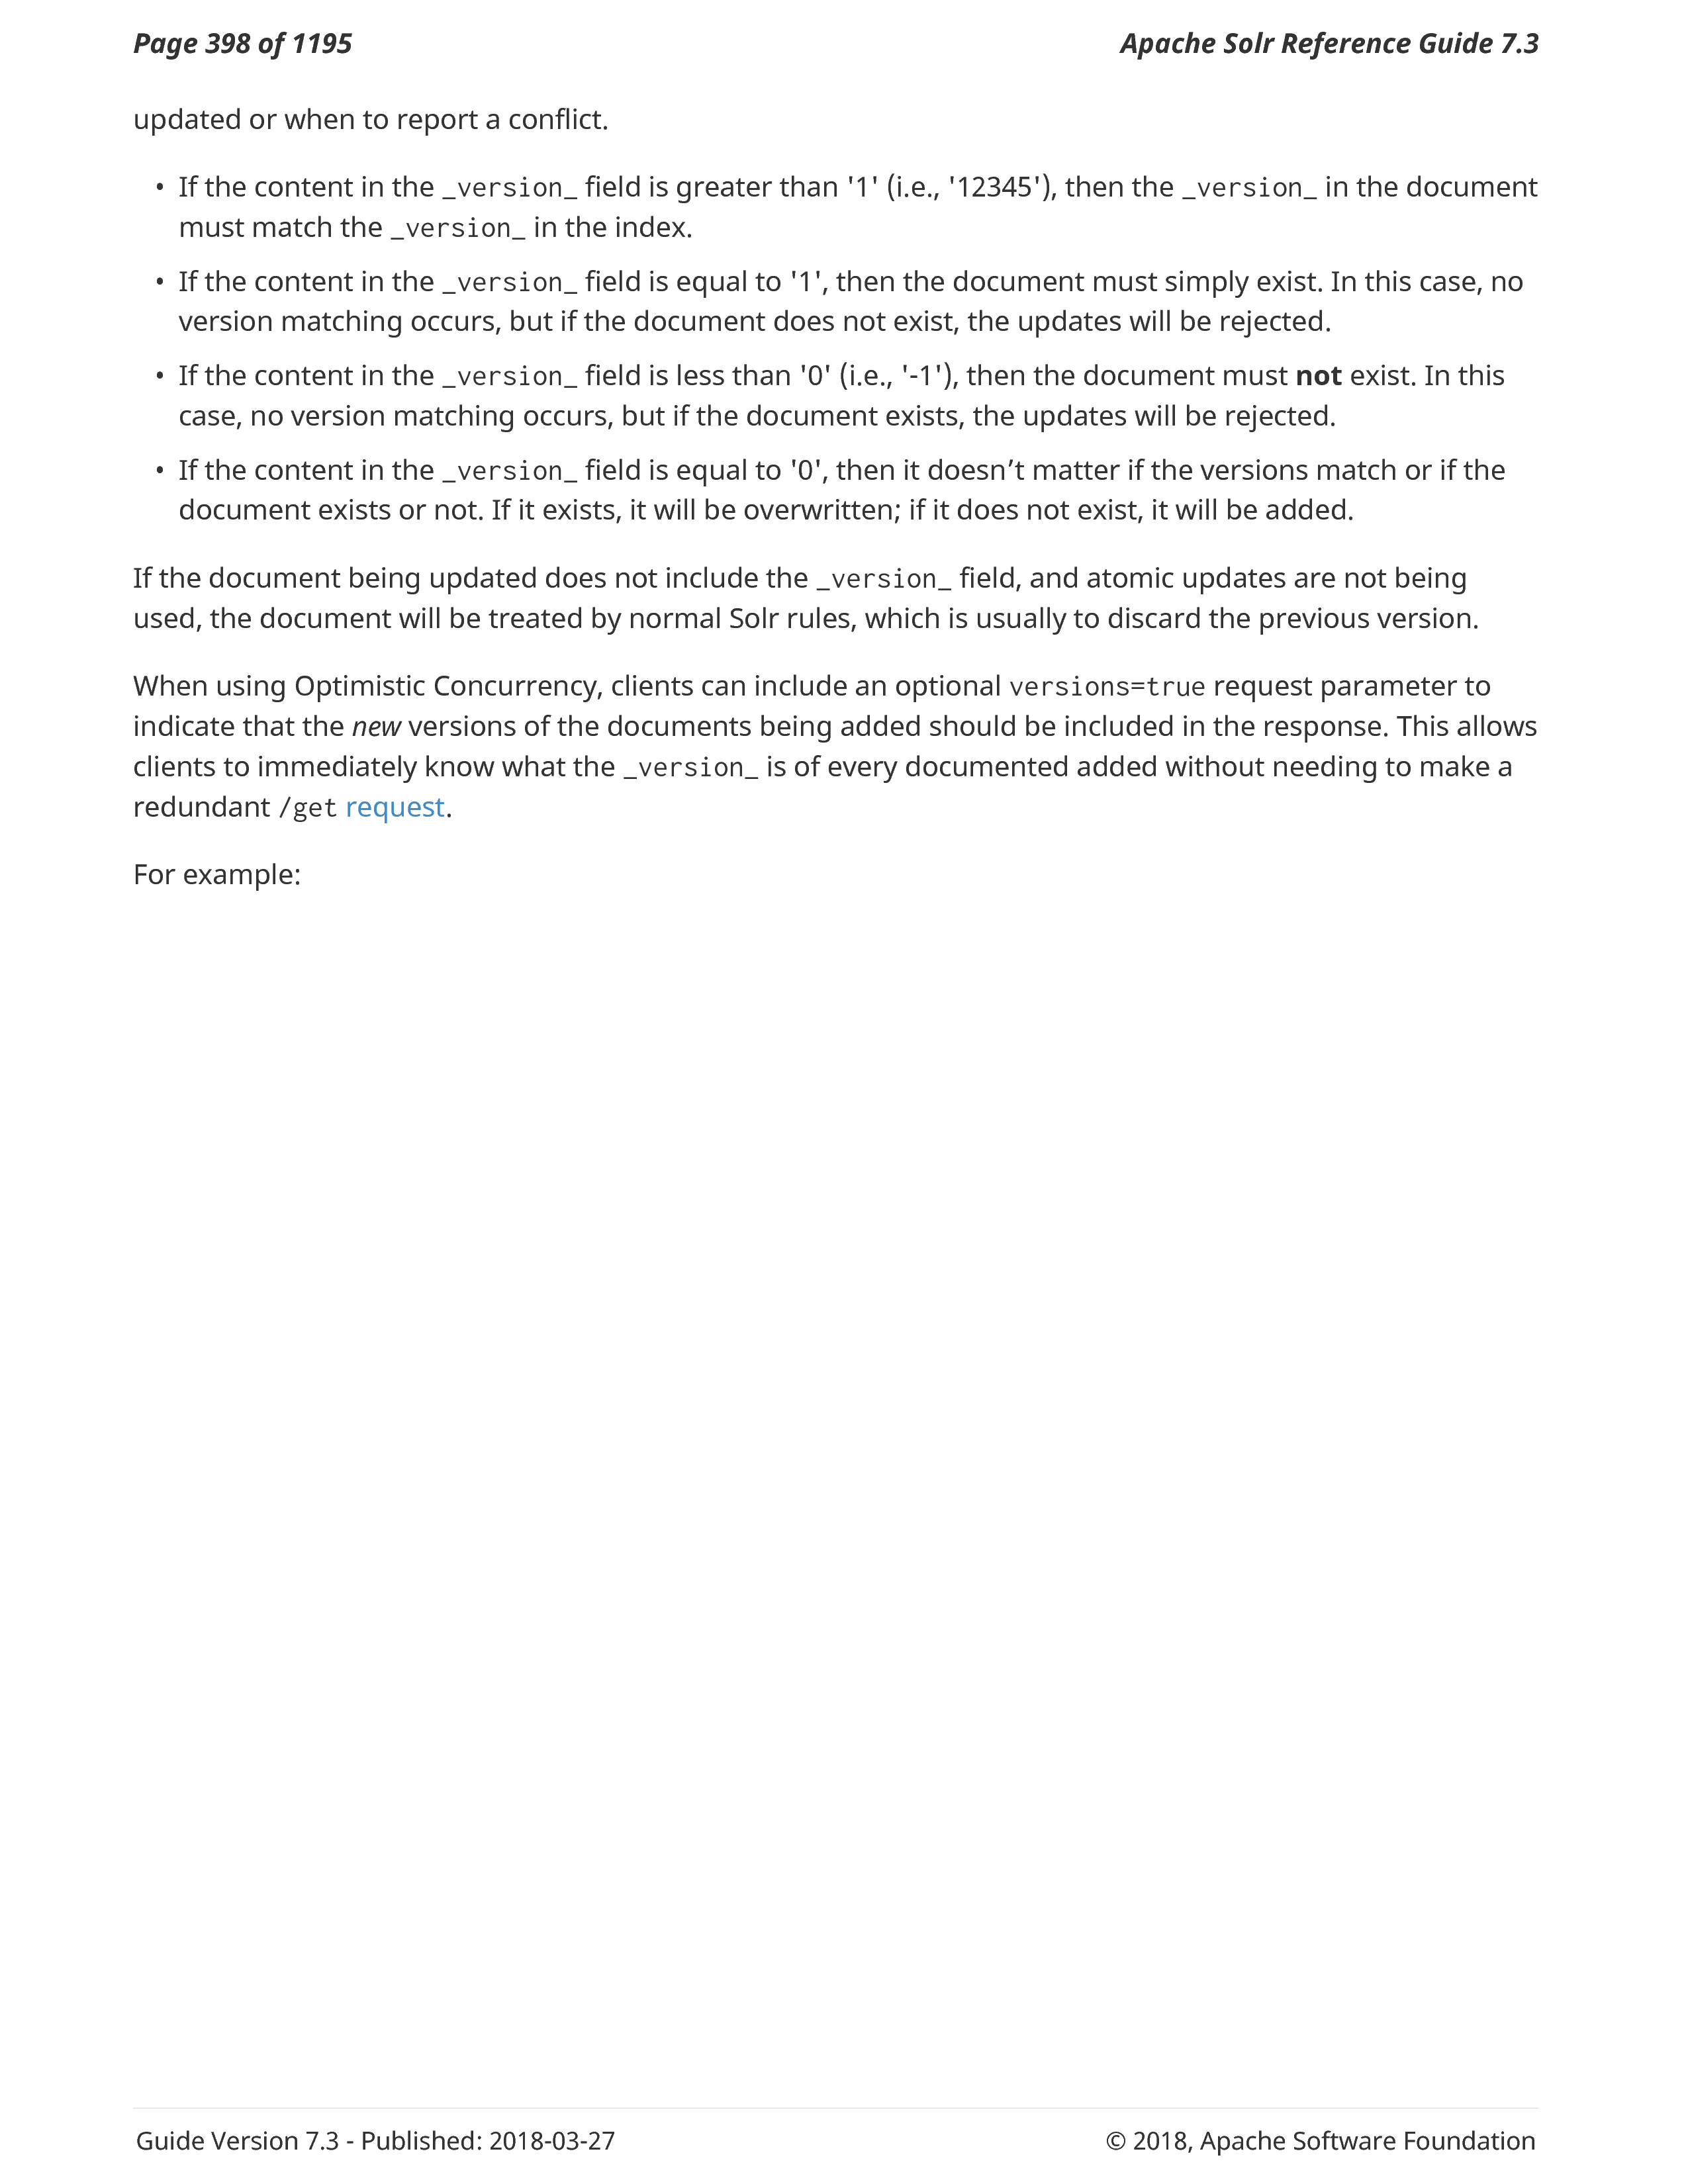 Page 398 of 1195
Apache Solr Reference Guide 7.3
updated or when to report a conflict.
• If the content in the _version_ field is greater than '1' (i.e., '12345'), then the _version_ in the document
must match the _version_ in the index.
• If the content in the _version_ field is equal to '1', then the document must simply exist. In this case, no
version matching occurs, but if the document does not exist, the updates will be rejected.
• If the content in the _version_ field is less than '0' (i.e., '-1'), then the document must not exist. In this
case, no version matching occurs, but if the document exists, the updates will be rejected.
• If the content in the _version_ field is equal to '0', then it doesn’t matter if the versions match or if the
document exists or not. If it exists, it will be overwritten; if it does not exist, it will be added.
If the document being updated does not include the _version_ field, and atomic updates are not being
used, the document will be treated by normal Solr rules, which is usually to discard the previous version.
When using Optimistic Concurrency, clients can include an optional versions=true request parameter to
indicate that the new versions of the documents being added should be included in the response. This allows
clients to immediately know what the _version_ is of every documented added without needing to make a
redundant /get request.
For example:
Guide Version 7.3 - Published: 2018-03-27
© 2018, Apache Software Foundation